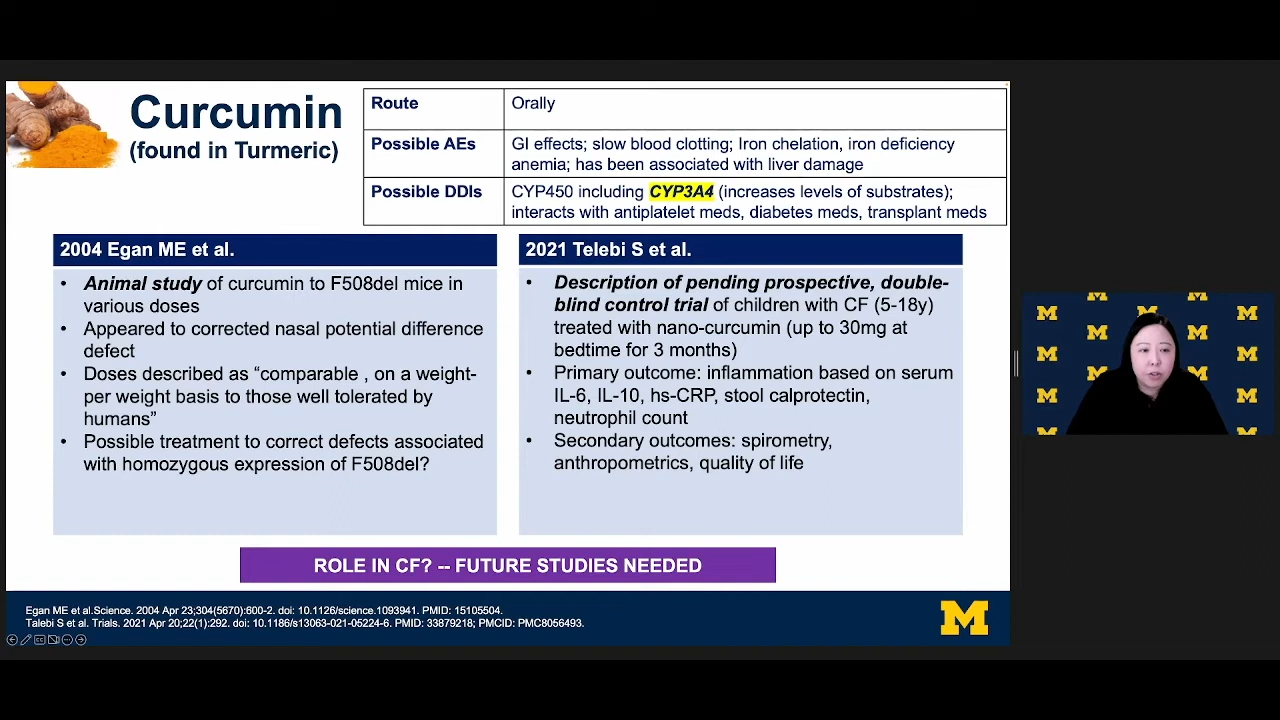 Curcumin
(found in Turmeric)
Route
Orally
Possible AEs
GI effects; slow blood clotting; Iron chelation, iron deficiency
anemia; has been associated with liver damage
Possible DDIs
CYP450 including CYP3A4 (increases levels of substrates);
interacts with antiplatelet meds, diabetes meds, transplant meds
2004 Egan ME et al.
• Animal study of curcumin to F508del mice in
various doses
• Appeared to corrected nasal potential difference
defect
• Doses described as “comparable , on a weight-
per weight basis to those well tolerated by
humans”
• Possible treatment to correct defects associated
with homozygous expression of F508del?
2021 Telebi S et al.
• Description of pending prospective, double-
blind control trial of children with CF (5-18y)
treated with nano-curcumin (up to 30mg at
bedtime for 3 months)
• Primary outcome: inflammation based on serum
IL-6, IL-10, hs-CRP, stool calprotectin,
neutrophil count
• Secondary outcomes: spirometry,
anthropometrics, quality of life
ROLE IN CF? -- FUTURE STUDIES NEEDED
Egan ME et al.Science. 2004 Apr 23;304(5670):600-2. doi: 10.1126/science.1093941. PMID: 15105504.
Talebi S et al. Trials. 2021 Apr 20;22(1):292. doi: 10.1186/s13063-021-05224-6. PMID: 33879218; PMCID: PMC8056493.
M